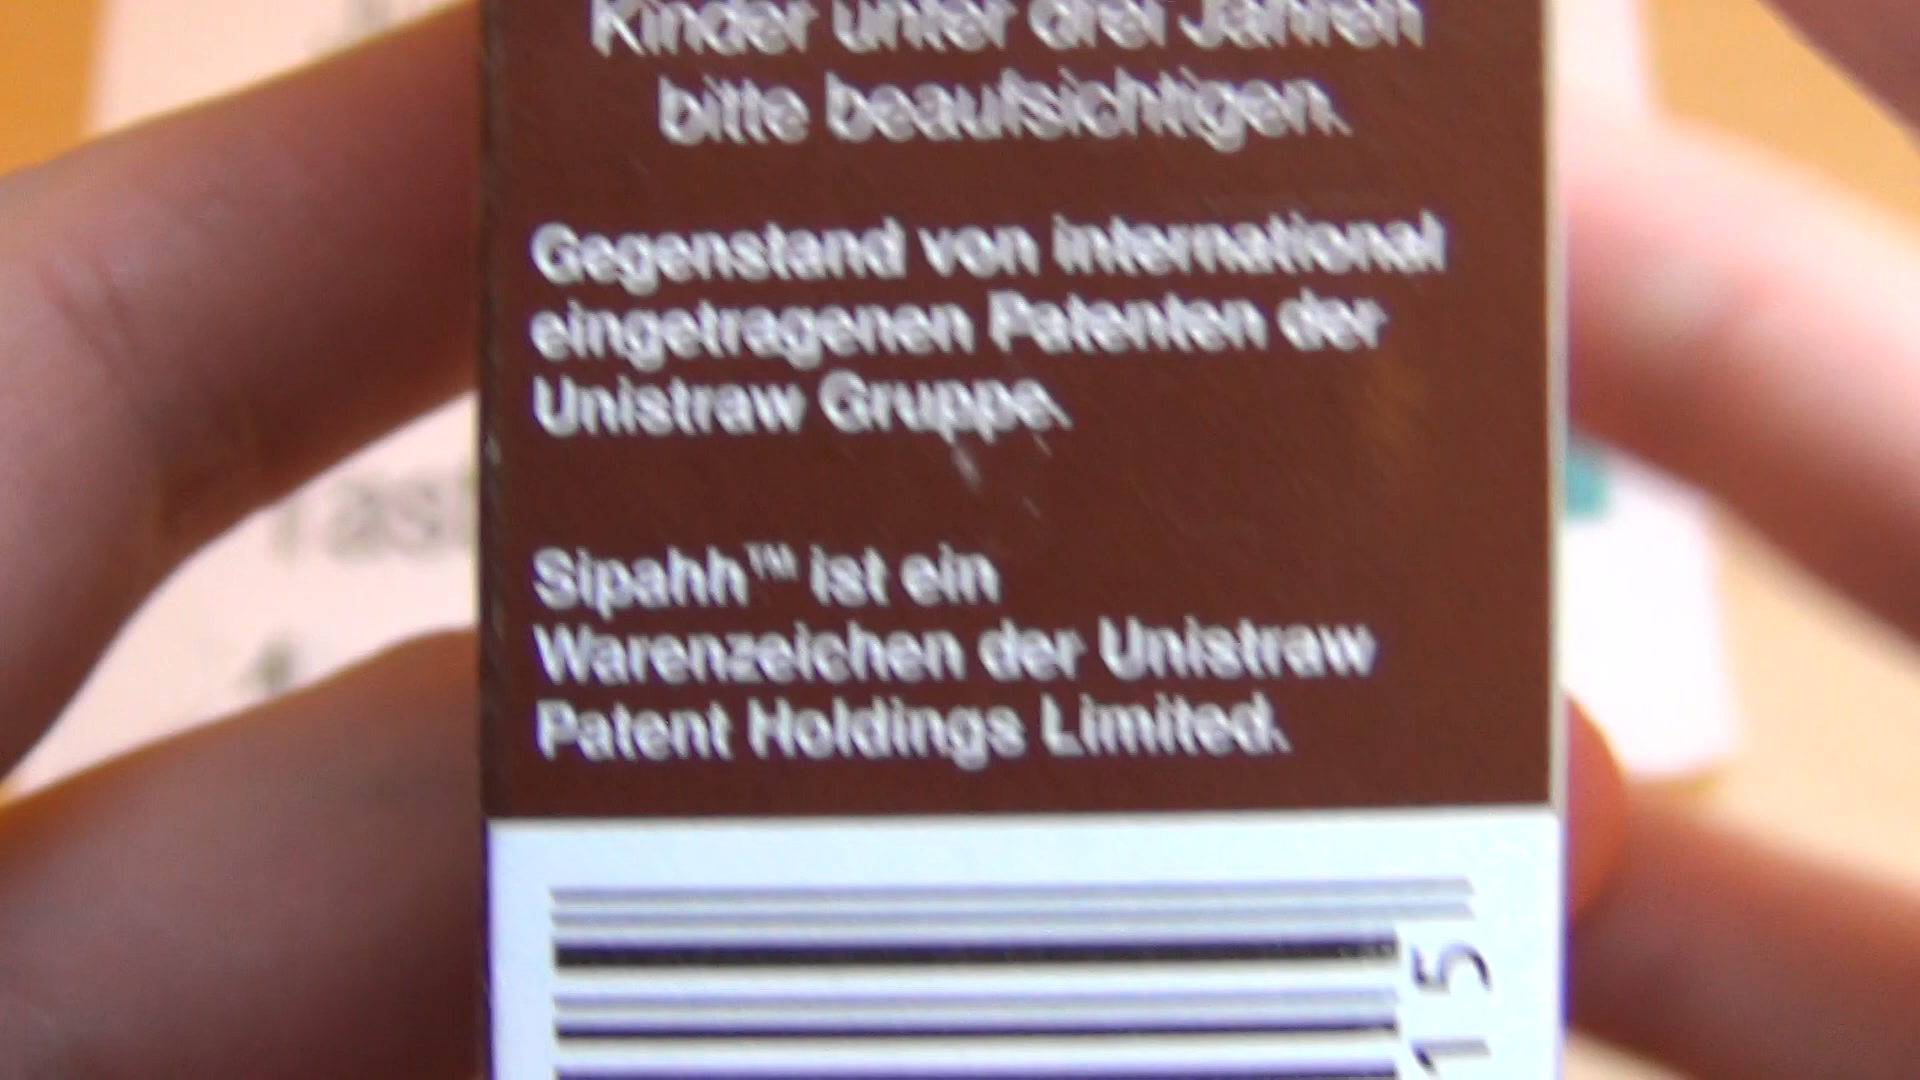 Kinder unter drei Jahren
bitte beaufsichtigen.
Gegenstand von international
eingetragenen Patenten der
Unistraw Gruppe.
Sipahh™ ist ein
Warenzeichen der Unistraw
Patent Holdings Limited.
15